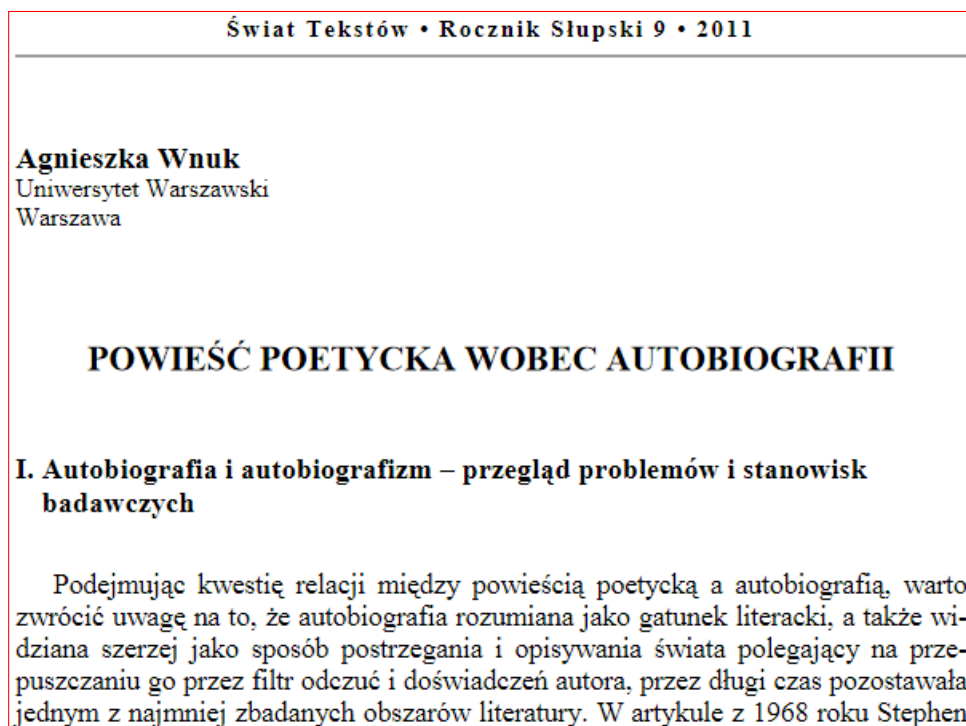 Świat Tekstów • Rocznik Słupski 9 • 2011
Agnieszka Wnuk
Uniwersytet Warszawski
Warszawa
POWIEŚĆ POETYCKA WOBEC AUTOBIOGRAFII
I. Autobiografia i autobiografizm – przegląd problemów i stanowisk
badawczych
Podejmując kwestię relacji między powieścią poetycką a autobiografią, warto
zwrócić uwagę na to, że autobiografia rozumiana jako gatunek literacki, a także wi-
dziana szerzej jako sposób postrzegania i opisywania świata polegający na prze-
puszczaniu go przez filtr odczuć i doświadczeń autora, przez długi czas pozostawała
jednym z najmniej zbadanych obszarów literatury. W artykule z 1968 roku Stephen